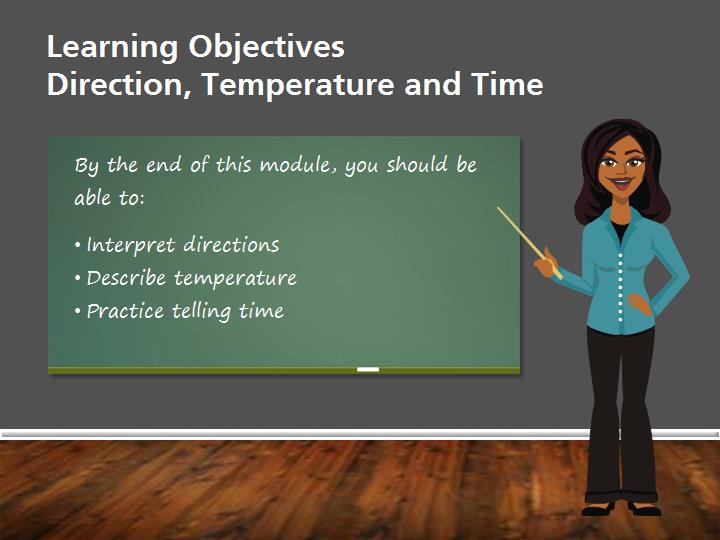 Learning Objectives
Direction, Temperature and Time
By the end of this module, you should be
able to:
• Interpret directions
• Describe temperature
• Practice telling time